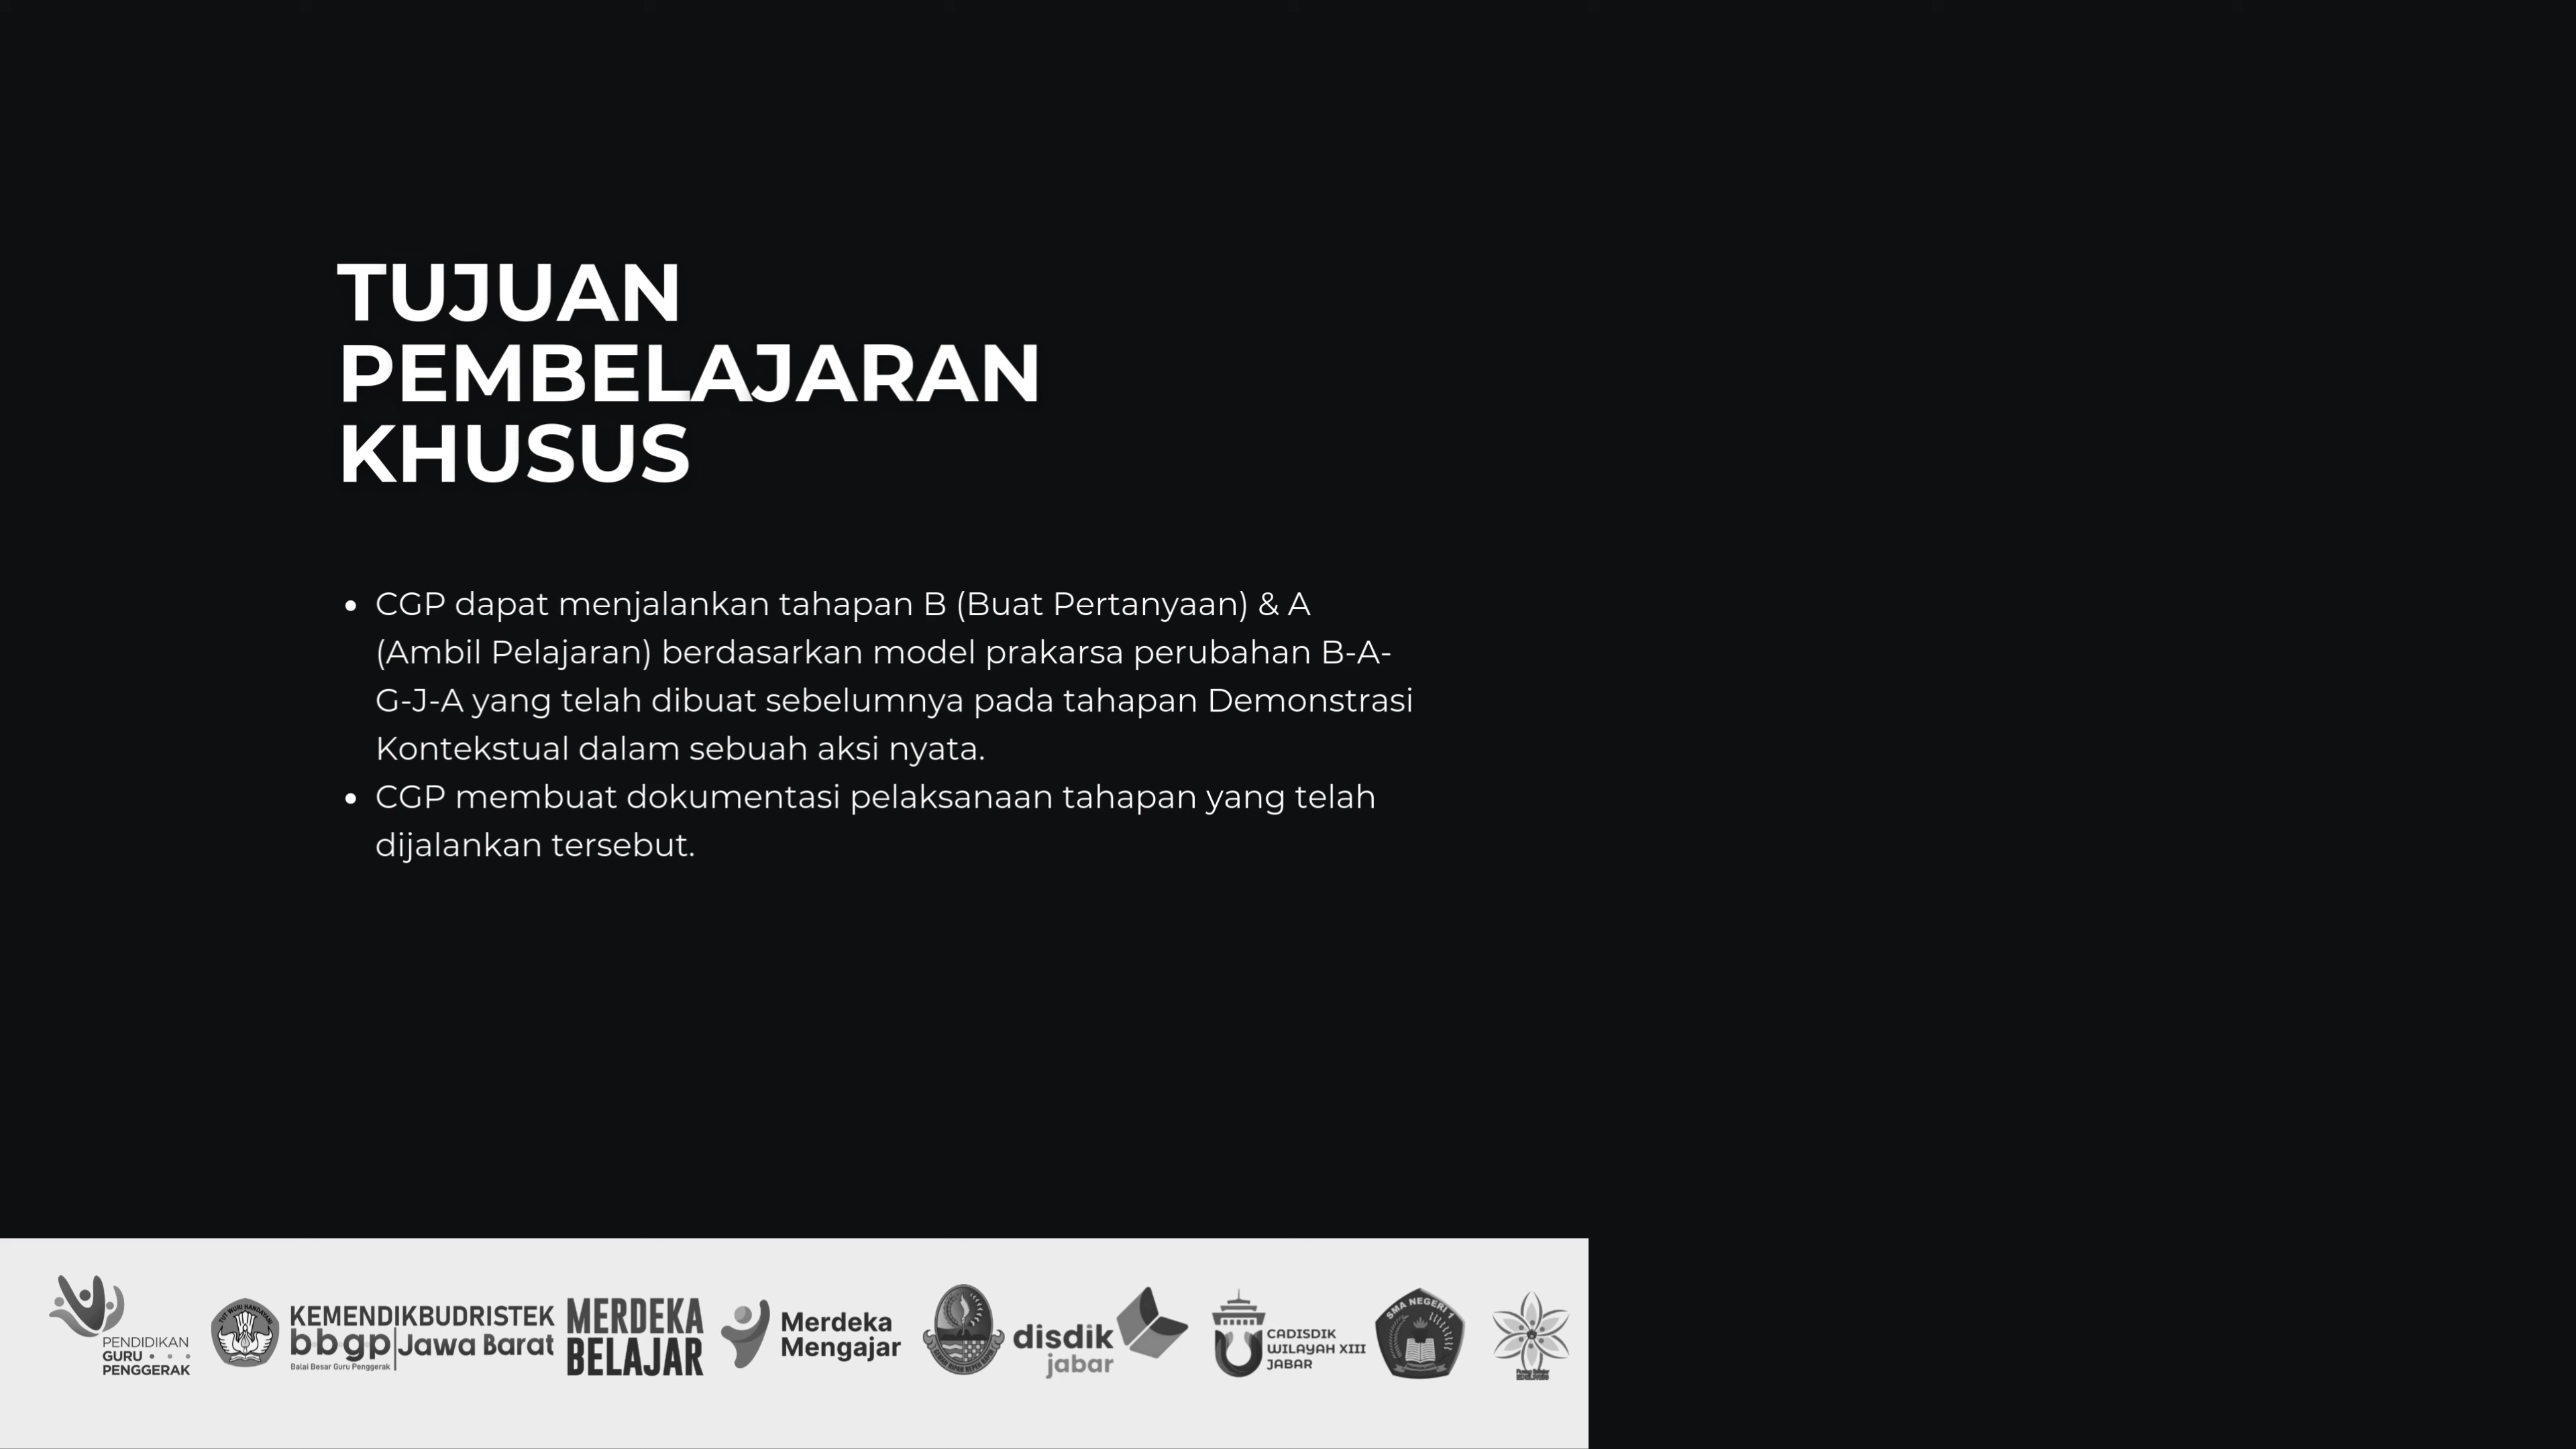 TUJUAN
PEMBELAJARAN
KHUSUS
• CGP dapat menjalankan tahapan B (Buat Pertanyaan) & A
(Ambil Pelajaran) berdasarkan model prakarsa perubahan B-A-
G-J-A yang telah dibuat sebelumnya pada tahapan Demonstrasi
Kontekstual dalam sebuah aksi nyata.
• CGP membuat dokumentasi pelaksanaan tahapan yang telah
dijalankan tersebut.
PENDIDIKAN
GURU
PENGGERAK
TUT WURI HANDAYANI
KEMENDIKBUDRISTEK
bbgp|Jawa Barat
Balai Besar Guru Penggerak
MERDEKA
BELAJAR
Merdeka
Mengajar
disdik
jabar
CADISDIK
WILAYAH XIII
JABAR
SMA NEGERI 1